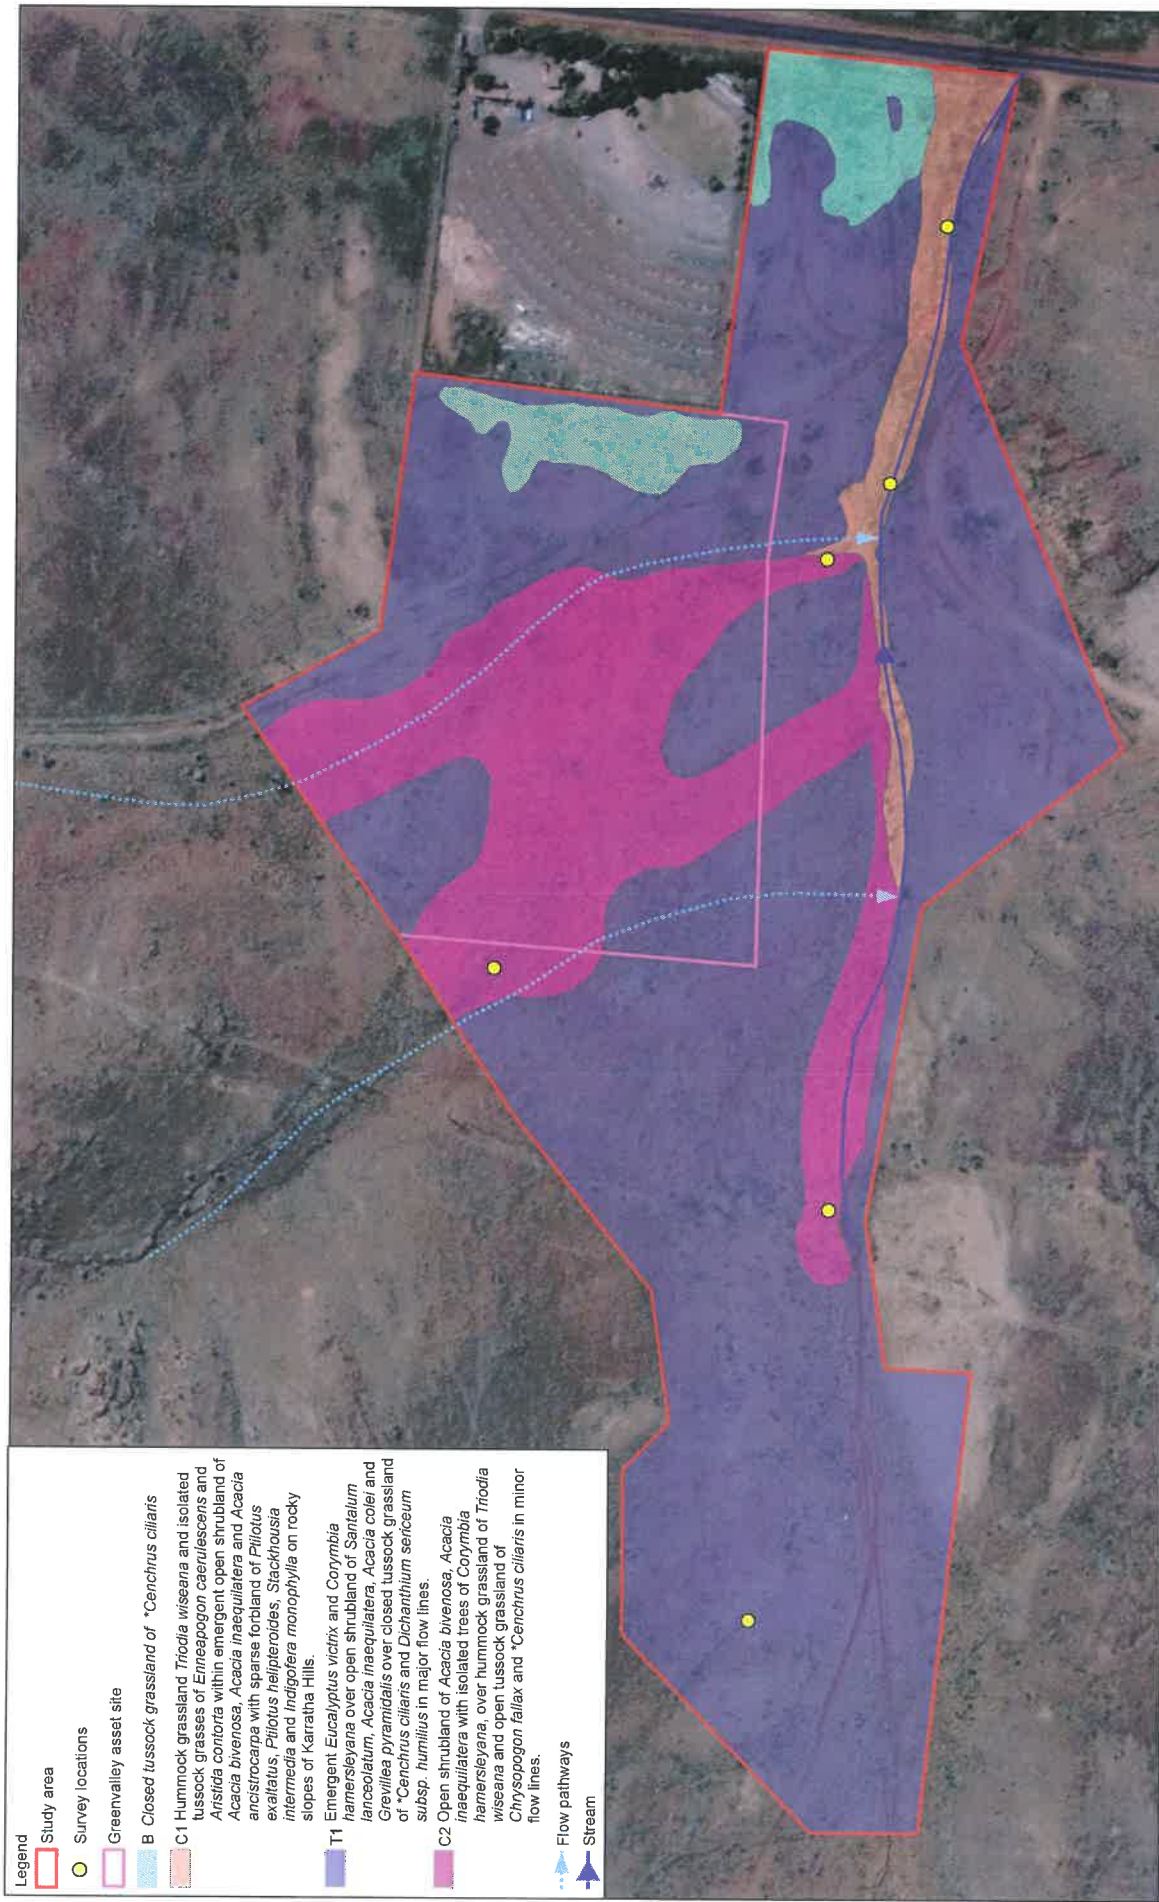 Legend
Study area
Survey locations
Greenvalley asset site
B Closed tussock grassland of *Cenchrus ciliaris
C1 Hummock grassland Triodia wiseana and isolated
tussock grasses of Enneapogon caerulescens and
Aristida contorta within emergent open shrubland of
Acacia bivenosa, Acacia inaequilatera and Acacia
ancistrocarpa with sparse forbland of Ptilotus
exaltatus, Ptilotus helipteroides, Stackhousia
intermedia and Indigofera monophylla on rocky
slopes of Karratha Hills.
T1 Emergent Eucalyptus victrix and Corymbia
hamersleyana over open shrubland of Santalum
lanceolatum, Acacia inaequilatera, Acacia colei and
Grevillea pyramidalis over closed tussock grassland
of *Cenchrus ciliaris and Dichanthium sericeum
subsp. humilius in major flow lines.
C2 Open shrubland of Acacia bivenosa, Acacia
inaequilatera with isolated trees of Corymbia
hamersleyana, over hummock grassland of Triodia
wiseana and open tussock grassland of
Chrysopogon fallax and *Cenchrus ciliaris in minor
flow lines.
Flow pathways
Stream